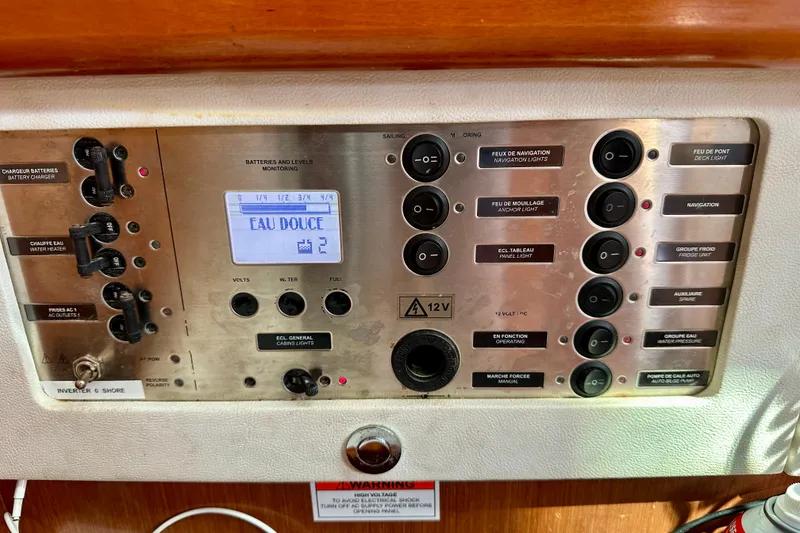 CHARGEUR BATTERIES
BATTERY CHARGER
OFF
CHAUFFE EAU
WATER HEATER
OFF
PRISES AC 1
AC OUTLETS 1
REVERSE
POLARITY
INVERTER 0 SHORE
BATTERIES AND LEVELS
MONITORING
0 1/4 1/2 3/4 4/4
EAU DOUCE
2
VOLTS
FUEL
ECL. GENERAL
CABINS LIGHTS
SAILING
12 V
FEUX DE NAVIGATION
NAVIGATION LIGHTS
FEU DE MOUILLAGE
ANCHOR LIGHT
ECL.TABLEAU
PANEL LIGHT
EN FONCTION
OPERATING
MARCHE FORCEE
MANUAL
FEU DE PONT
DECK LIGHT
NAVIGATION
GROUPE FROID
FRIDGE UNIT
AUXILIAIRE
SPARE
GROUPE EAU
WATER PRESSURE
POMPE DE CALE AUTO
AUTO BILGE PUMP
WARNING
HIGH VOLTAGE
TO AVOID ELECTRICAL SHOCK
TURN OFF AC SUPPLY POWER BEFORE
OPENING PANEL